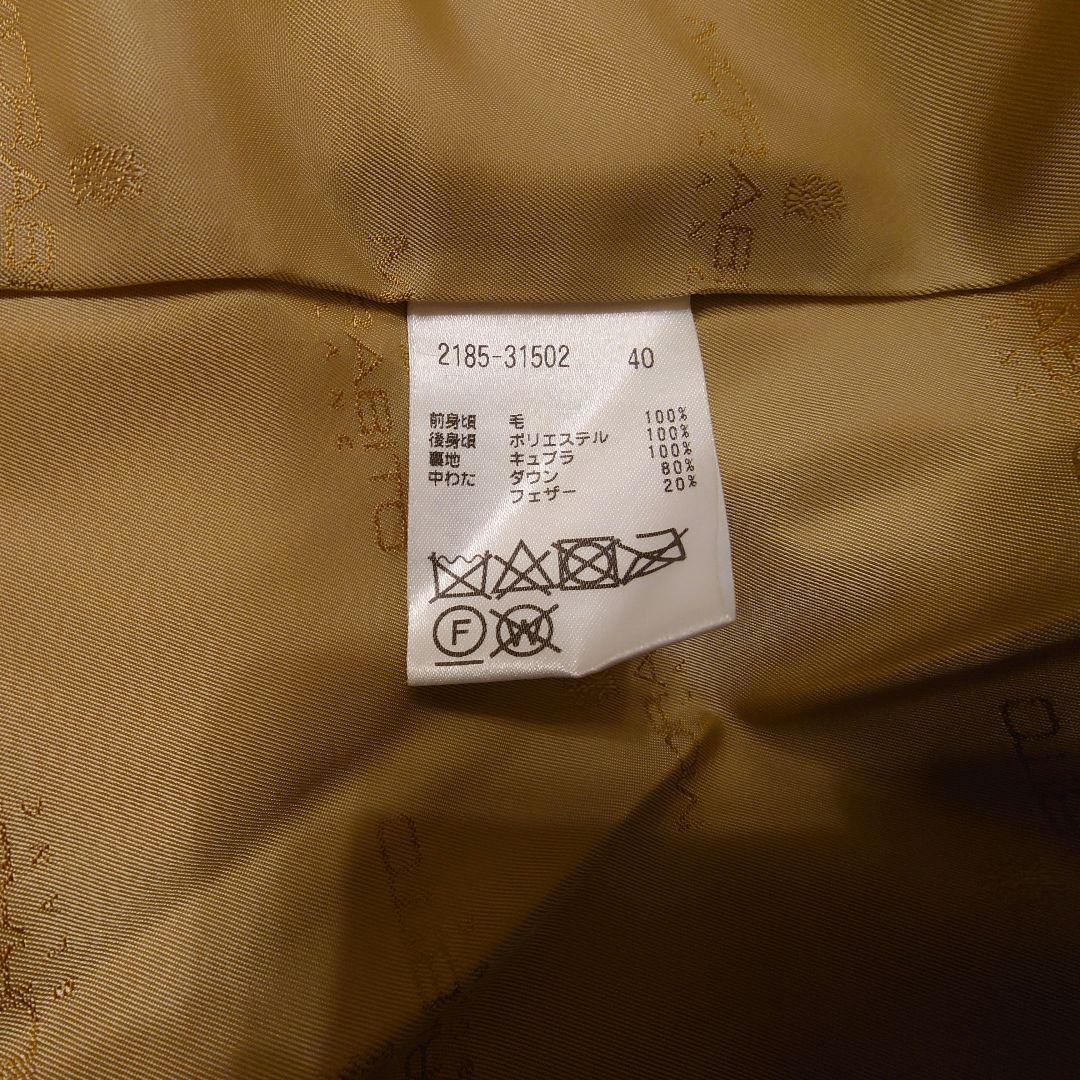 2185-31502 40
前身頃 毛 100%
後身頃 ポリエステル 100%
裏地 キュプラ 100%
中わた ダウン 80%
フェザー 20%
F
W